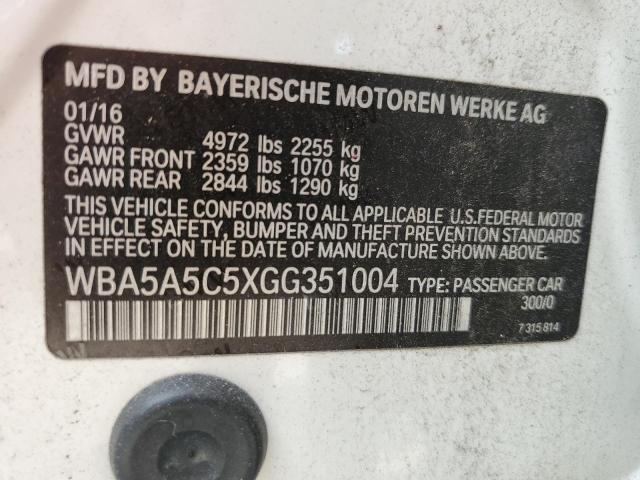 MFD BY BAYERISCHE MOTOREN WERKE AG
01/16
GVWR 4972 lbs 2255 kg
GAWR FRONT 2359 lbs 1070 kg
GAWR REAR 2844 lbs 1290 kg
THIS VEHICLE CONFORMS TO ALL APPLICABLE U.S.FEDERAL MOTOR
VEHICLE SAFETY, BUMPER AND THEFT PREVENTION STANDARDS
IN EFFECT ON THE DATE OF MANUFACTURE SHOWN ABOVE.
WBA5A5C5XGG351004 TYPE: PASSENGER CAR
300/0
7 315 814